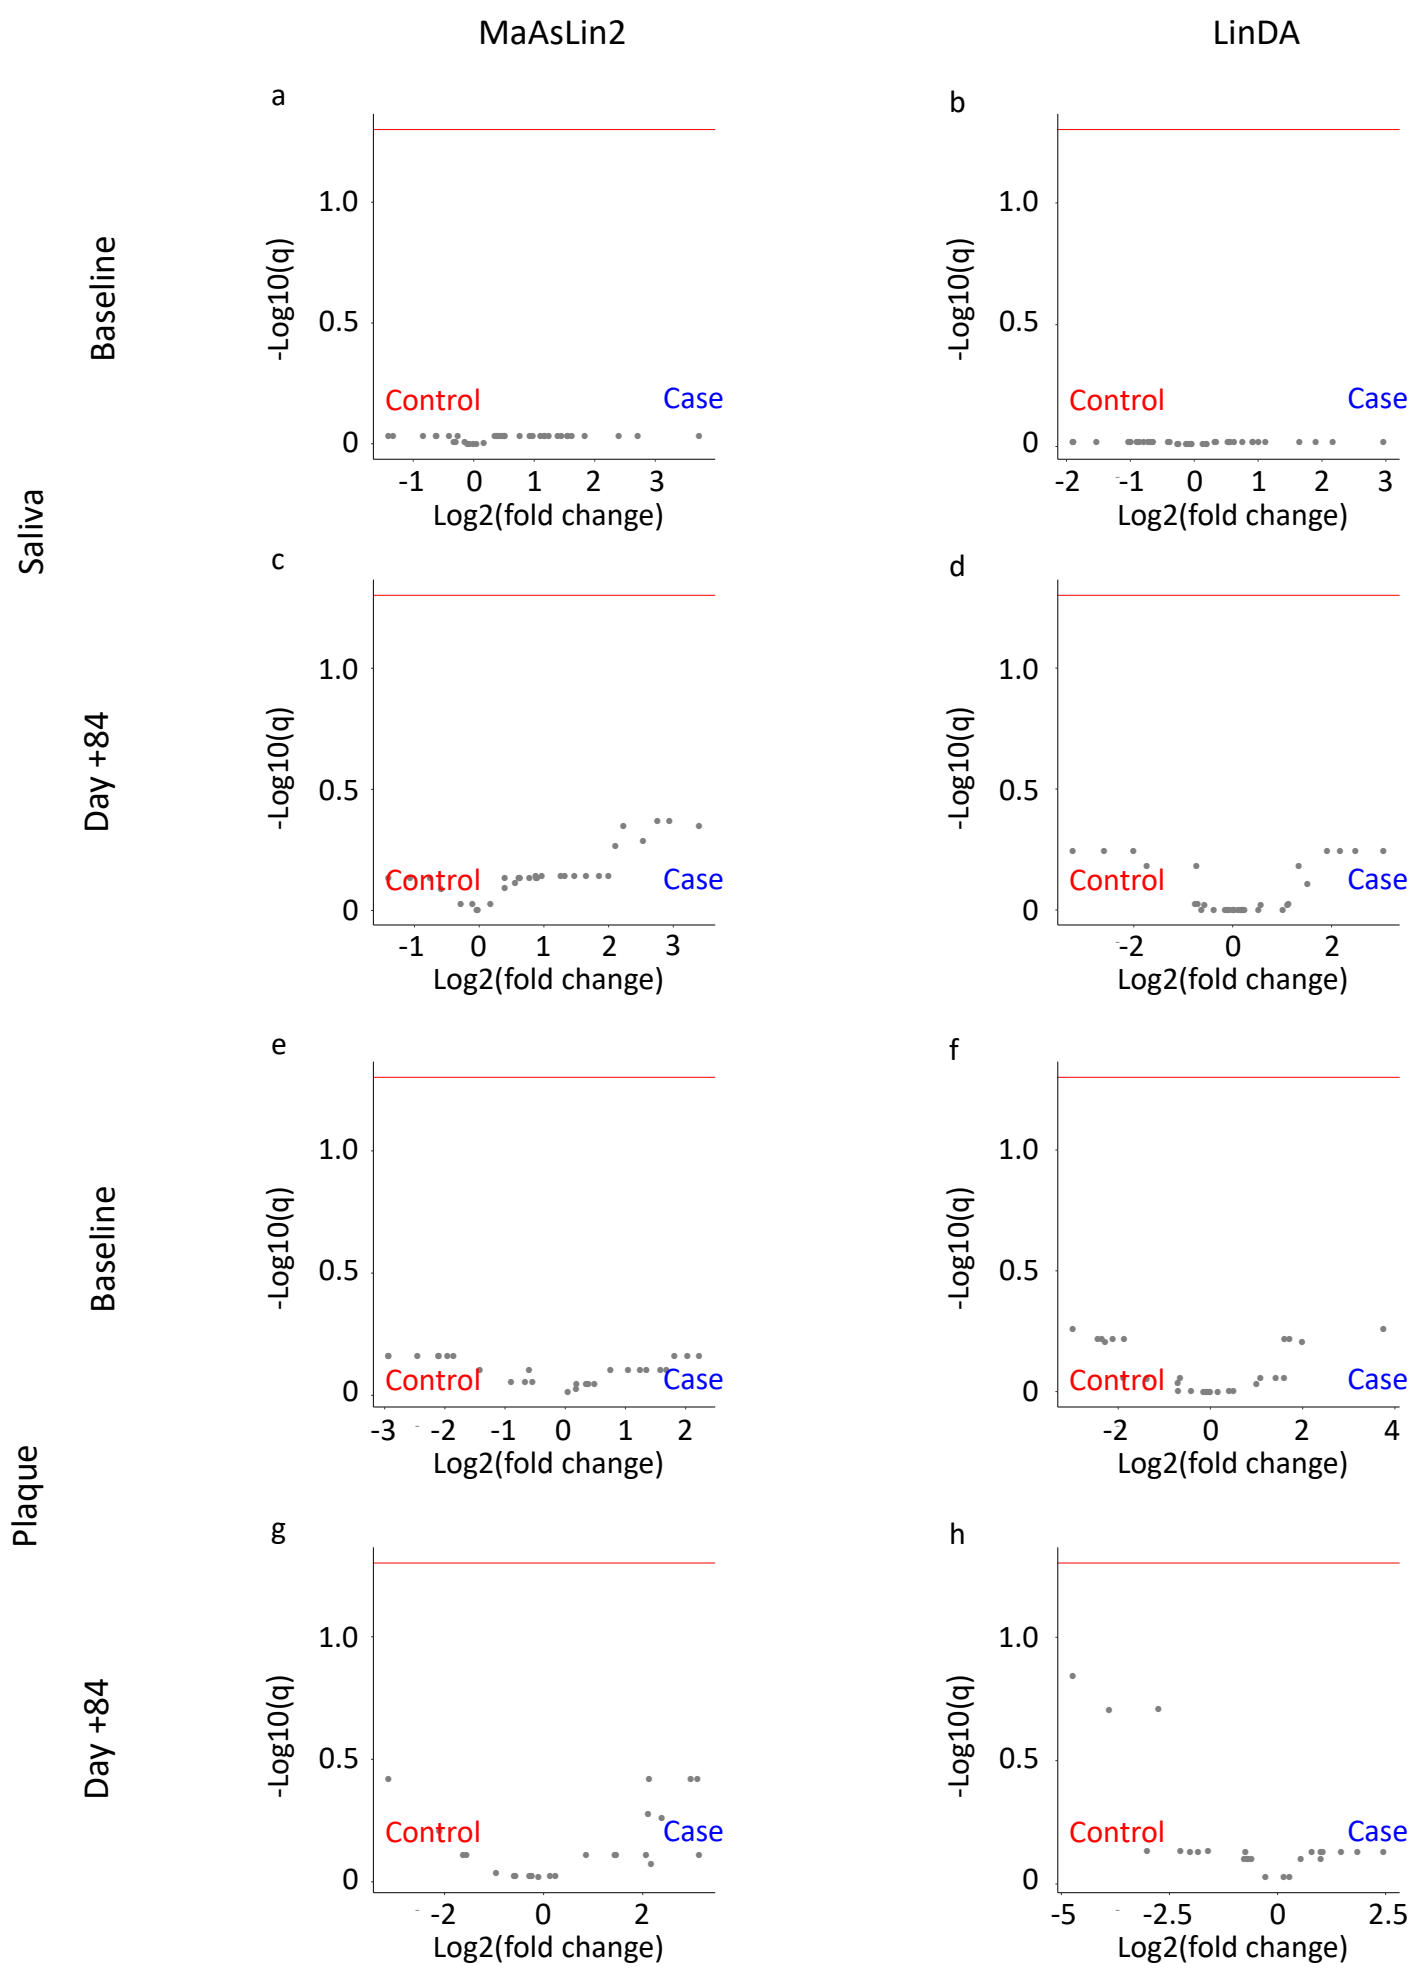 MaAsLin2 LinDA
Saliva
Baseline
a
-Log10(q)
1.0
0.5
0
Control Case
-1 0 1 2 3
Log2(fold change)
b
-Log10(q)
1.0
0.5
0
Control Case
-2 -1 0 1 2 3
Log2(fold change)
Day +84
c
-Log10(q)
1.0
0.5
0
Control Case
-1 0 1 2 3
Log2(fold change)
d
-Log10(q)
1.0
0.5
0
Control Case
-2 0 2
Log2(fold change)
Plaque
Baseline
e
-Log10(q)
1.0
0.5
0
Control Case
-3 -2 -1 0 1 2
Log2(fold change)
f
-Log10(q)
1.0
0.5
0
Control Case
-2 0 2 4
Log2(fold change)
Day +84
g
-Log10(q)
1.0
0.5
0
Control Case
-2 0 2
Log2(fold change)
h
-Log10(q)
1.0
0.5
0
Control Case
-5 -2.5 0 2.5
Log2(fold change)